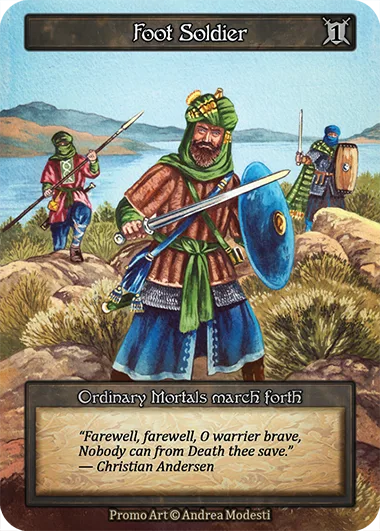 Foot Soldier
1
Ordinary Mortals march forth
“Farewell, farewell, O warrior brave,
Nobody can from Death thee save.”
— Christian Andersen
Promo Art © Andrea Modesti